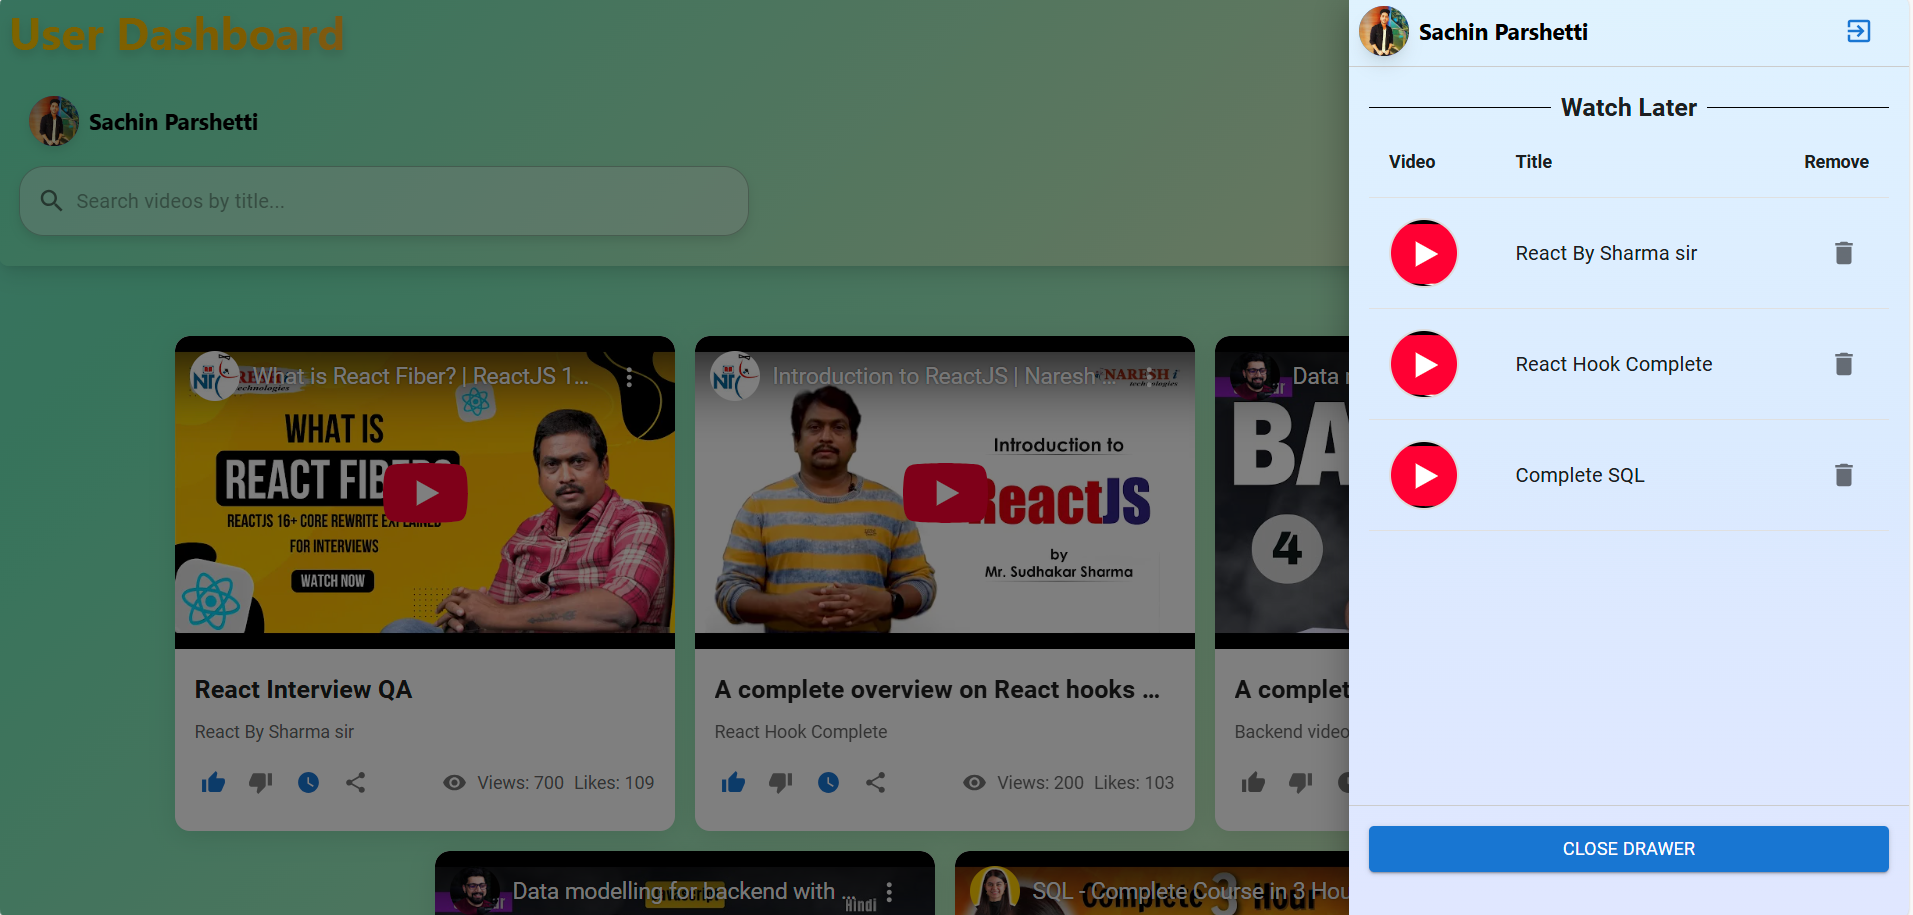 User Dashboard
Sachin Parshetti
Search videos by title...
What is React Fiber? | ReactJS 1...
WHAT IS
REACT FIB
REACTJS 16+ CORE REWRITE EXPLAINED
FOR INTERVIEWS
WATCH NOW
React Interview QA
React By Sharma sir
Views: 700 Likes: 109
Introduction to ReactJS | Naresh ...
NARESH i
technologies
Introduction to
ReactJS
by
Mr. Sudhakar Sharma
A complete overview on React hooks ...
React Hook Complete
Views: 200 Likes: 103
Data
BA
4
A complet
Backend video
Data modelling for backend with ...
Hindi
SQL - Complete Course in 3 Hou
Sachin Parshetti
Watch Later
Video Title Remove
React By Sharma sir
React Hook Complete
Complete SQL
CLOSE DRAWER